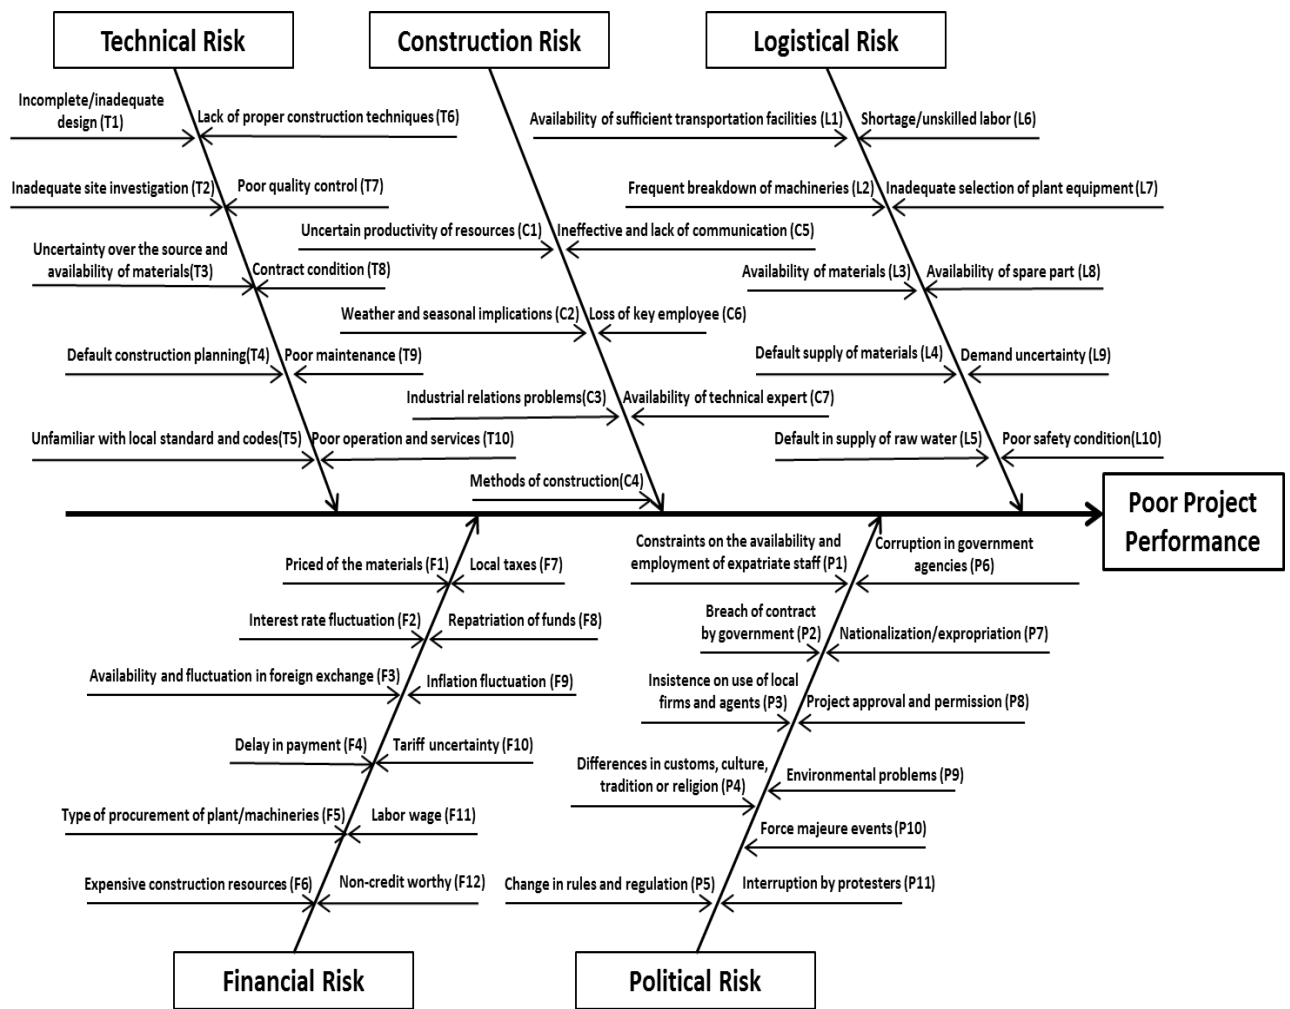 Technical Risk
Construction Risk
Logistical Risk
Incomplete/inadequate
design (T1)
Lack of proper construction techniques (T6)
Inadequate site investigation (T2)
Poor quality control (T7)
Uncertainty over the source and
availability of materials(T3)
Contract condition (T8)
Default construction planning(T4)
Poor maintenance (T9)
Unfamiliar with local standard and codes(T5)
Poor operation and services (T10)
Uncertain productivity of resources (C1)
Ineffective and lack of communication (C5)
Weather and seasonal implications (C2)
Loss of key employee (C6)
Industrial relations problems(C3)
Availability of technical expert (C7)
Methods of construction(C4)
Availability of sufficient transportation facilities (L1)
Shortage/unskilled labor (L6)
Frequent breakdown of machineries (L2)
Inadequate selection of plant equipment (L7)
Availability of materials (L3)
Availability of spare part (L8)
Default supply of materials (L4)
Demand uncertainty (L9)
Default in supply of raw water (L5)
Poor safety condition(L10)
Poor Project
Performance
Priced of the materials (F1)
Local taxes (F7)
Interest rate fluctuation (F2)
Repatriation of funds (F8)
Availability and fluctuation in foreign exchange (F3)
Inflation fluctuation (F9)
Delay in payment (F4)
Tariff uncertainty (F10)
Type of procurement of plant/machineries (F5)
Labor wage (F11)
Expensive construction resources (F6)
Non-credit worthy (F12)
Constraints on the availability and
employment of expatriate staff (P1)
Corruption in government
agencies (P6)
Breach of contract
by government (P2)
Nationalization/expropriation (P7)
Insistence on use of local
firms and agents (P3)
Project approval and permission (P8)
Differences in customs, culture,
tradition or religion (P4)
Environmental problems (P9)
Force majeure events (P10)
Change in rules and regulation (P5)
Interruption by protesters (P11)
Financial Risk
Political Risk